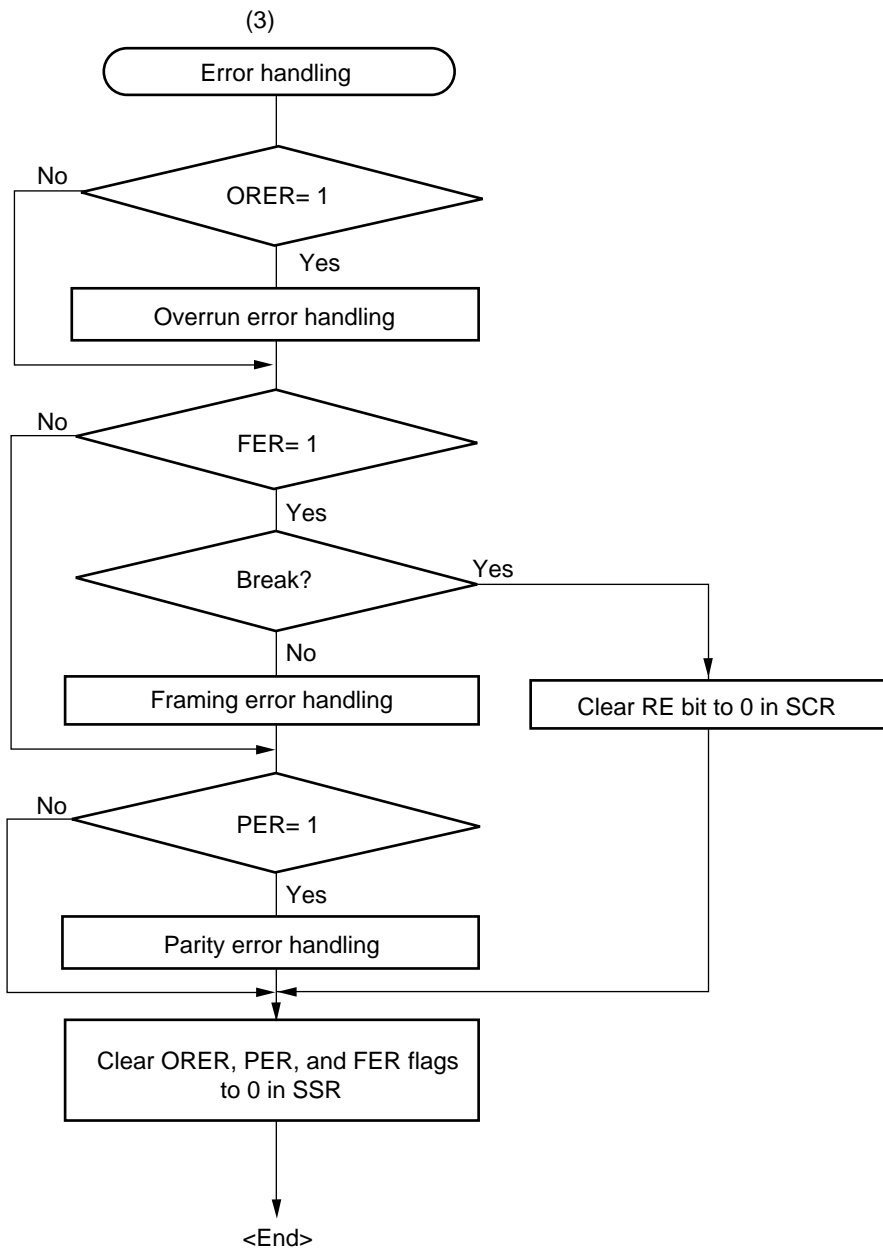 (3)
Error handling
No
ORER= 1
Yes
Overrun error handling
No
FER= 1
Yes
Break?
Yes
No
Framing error handling
Clear RE bit to 0 in SCR
No
PER= 1
Yes
Parity error handling
Clear ORER, PER, and FER flags
to 0 in SSR
<End>